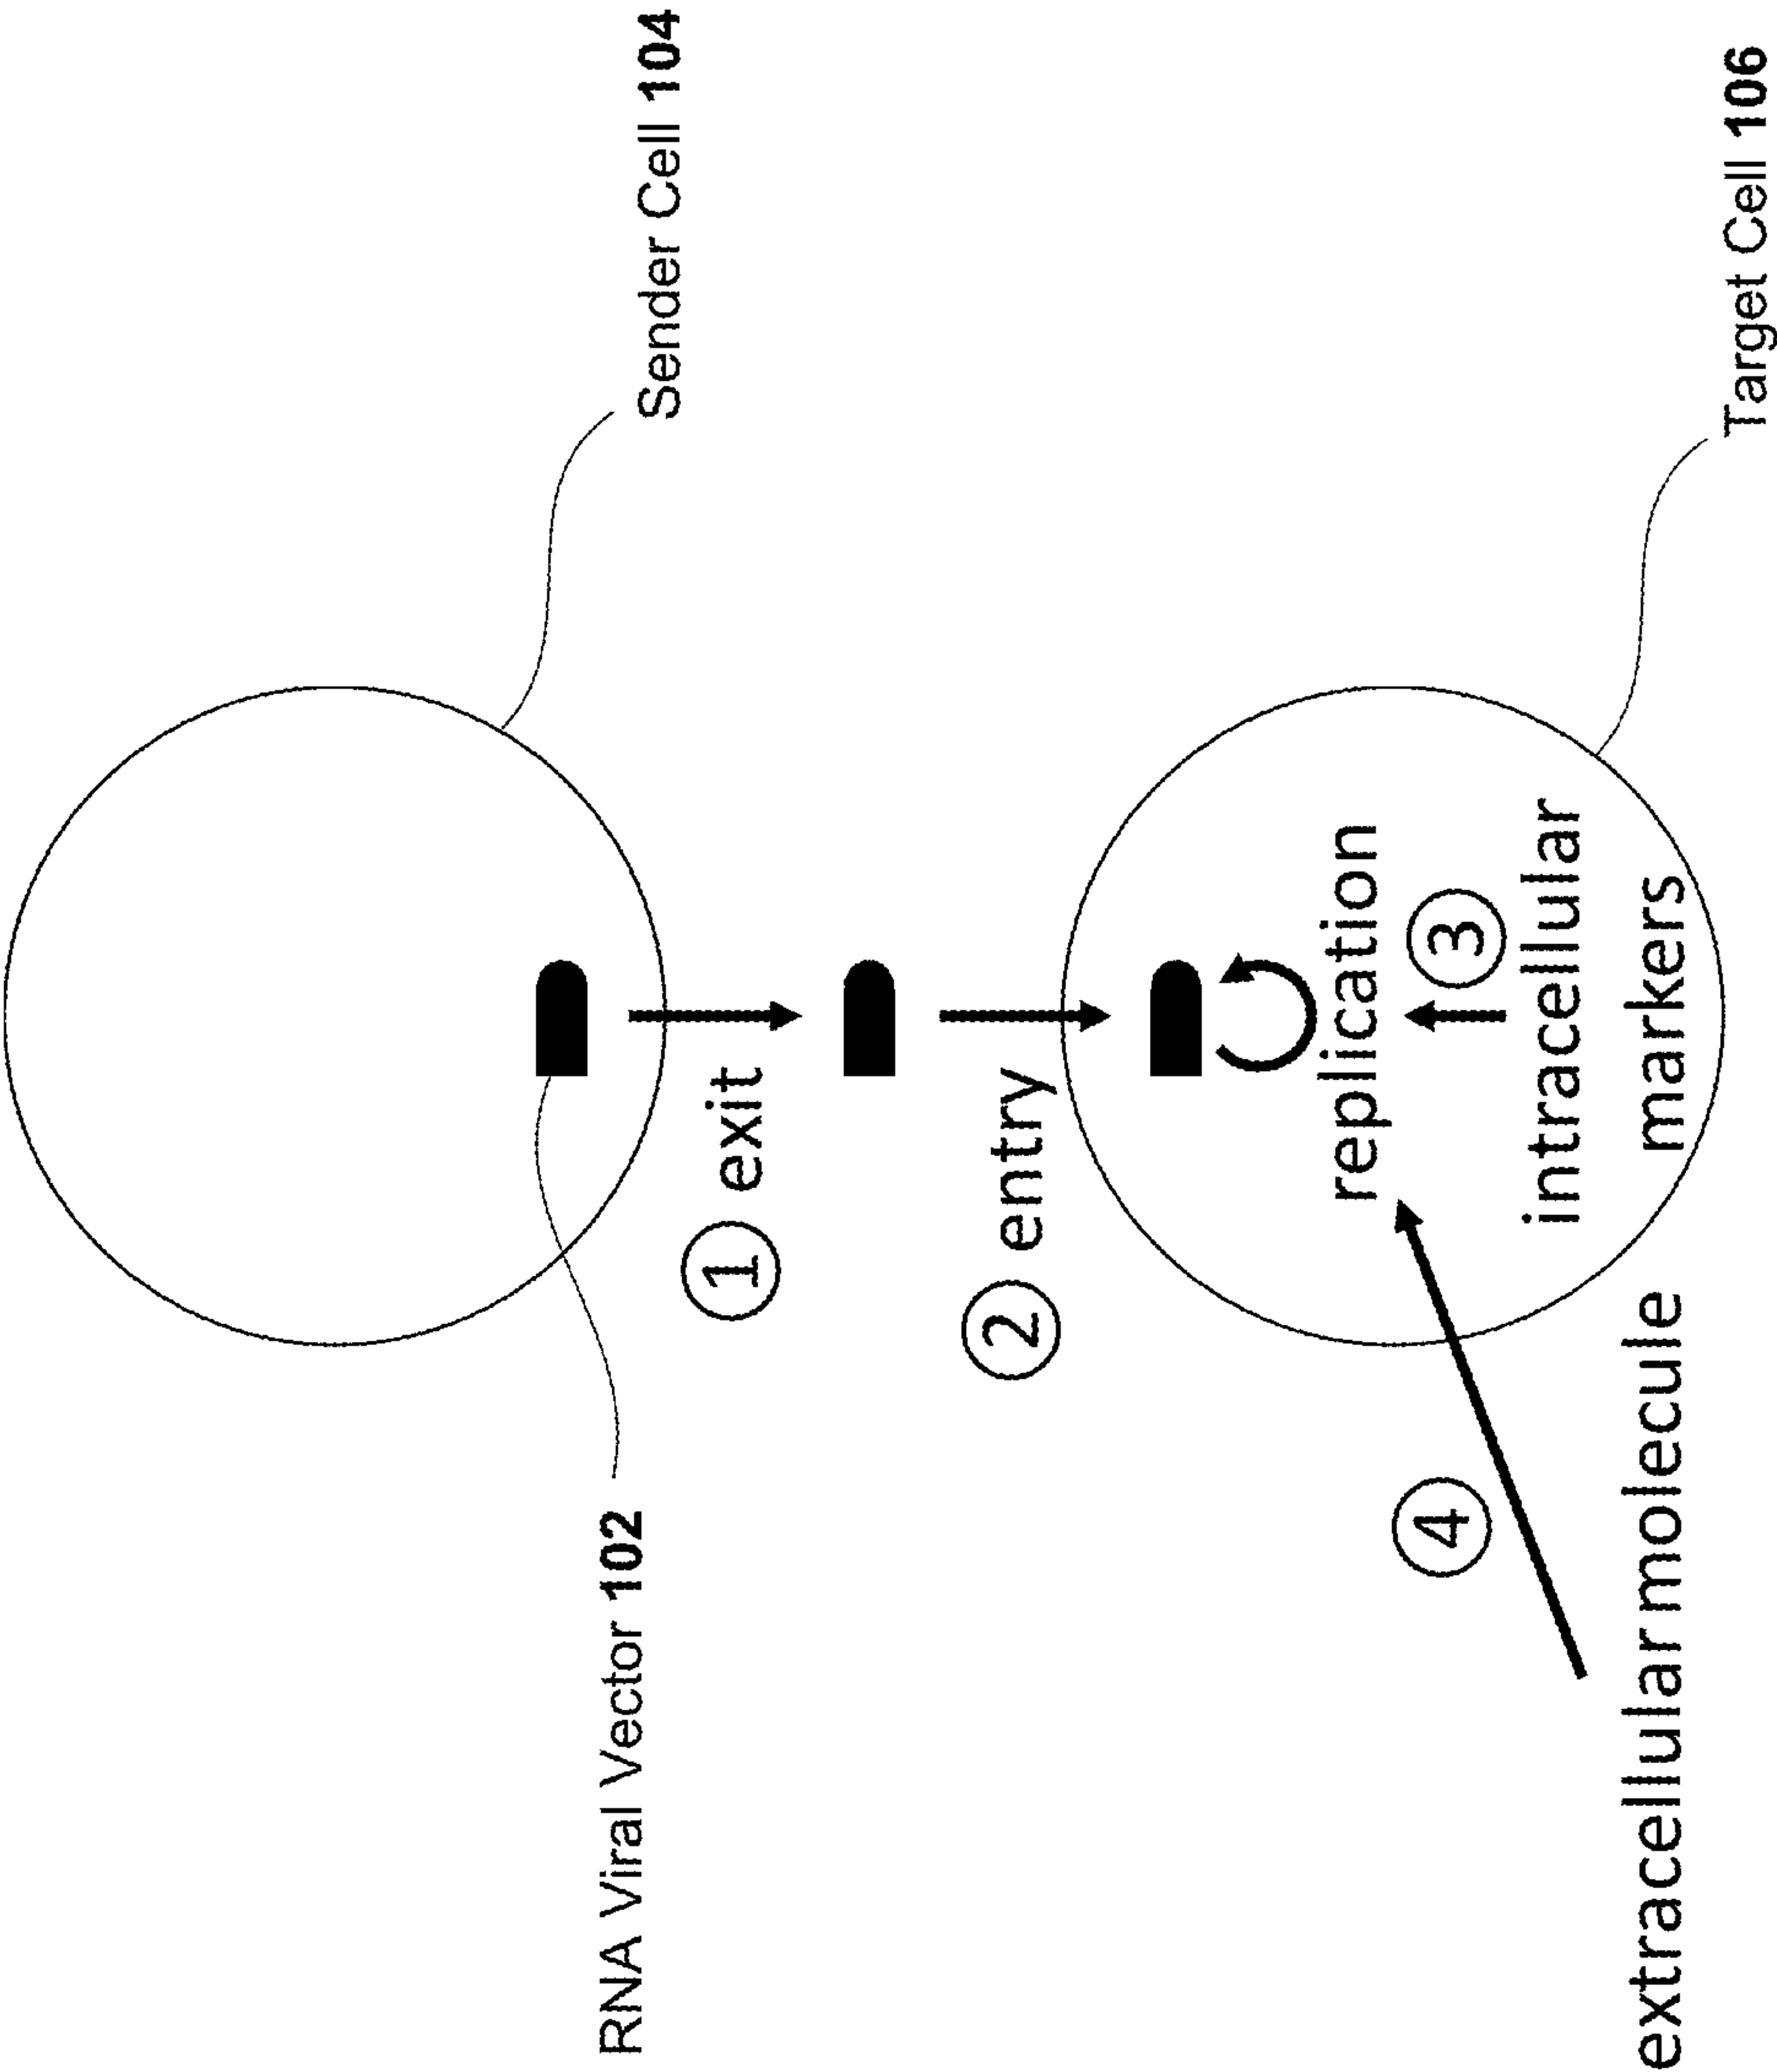 Sender Cell 104
RNA Viral Vector 102
① exit
② entry
replication
③
intracellular
markers
④
extracellular molecule
Target Cell 106